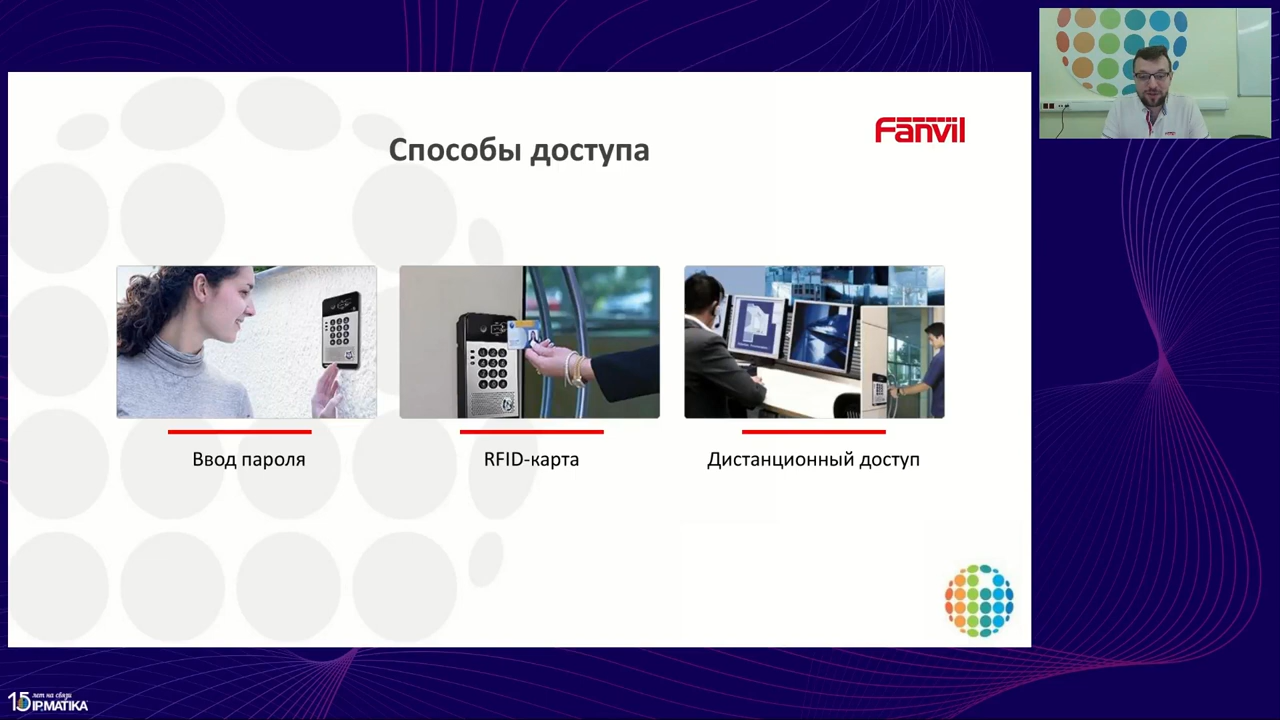 Способы доступа
Fanvil
Ввод пароля
RFID-карта
Дистанционный доступ
15 лет на связи
IPMATIKA